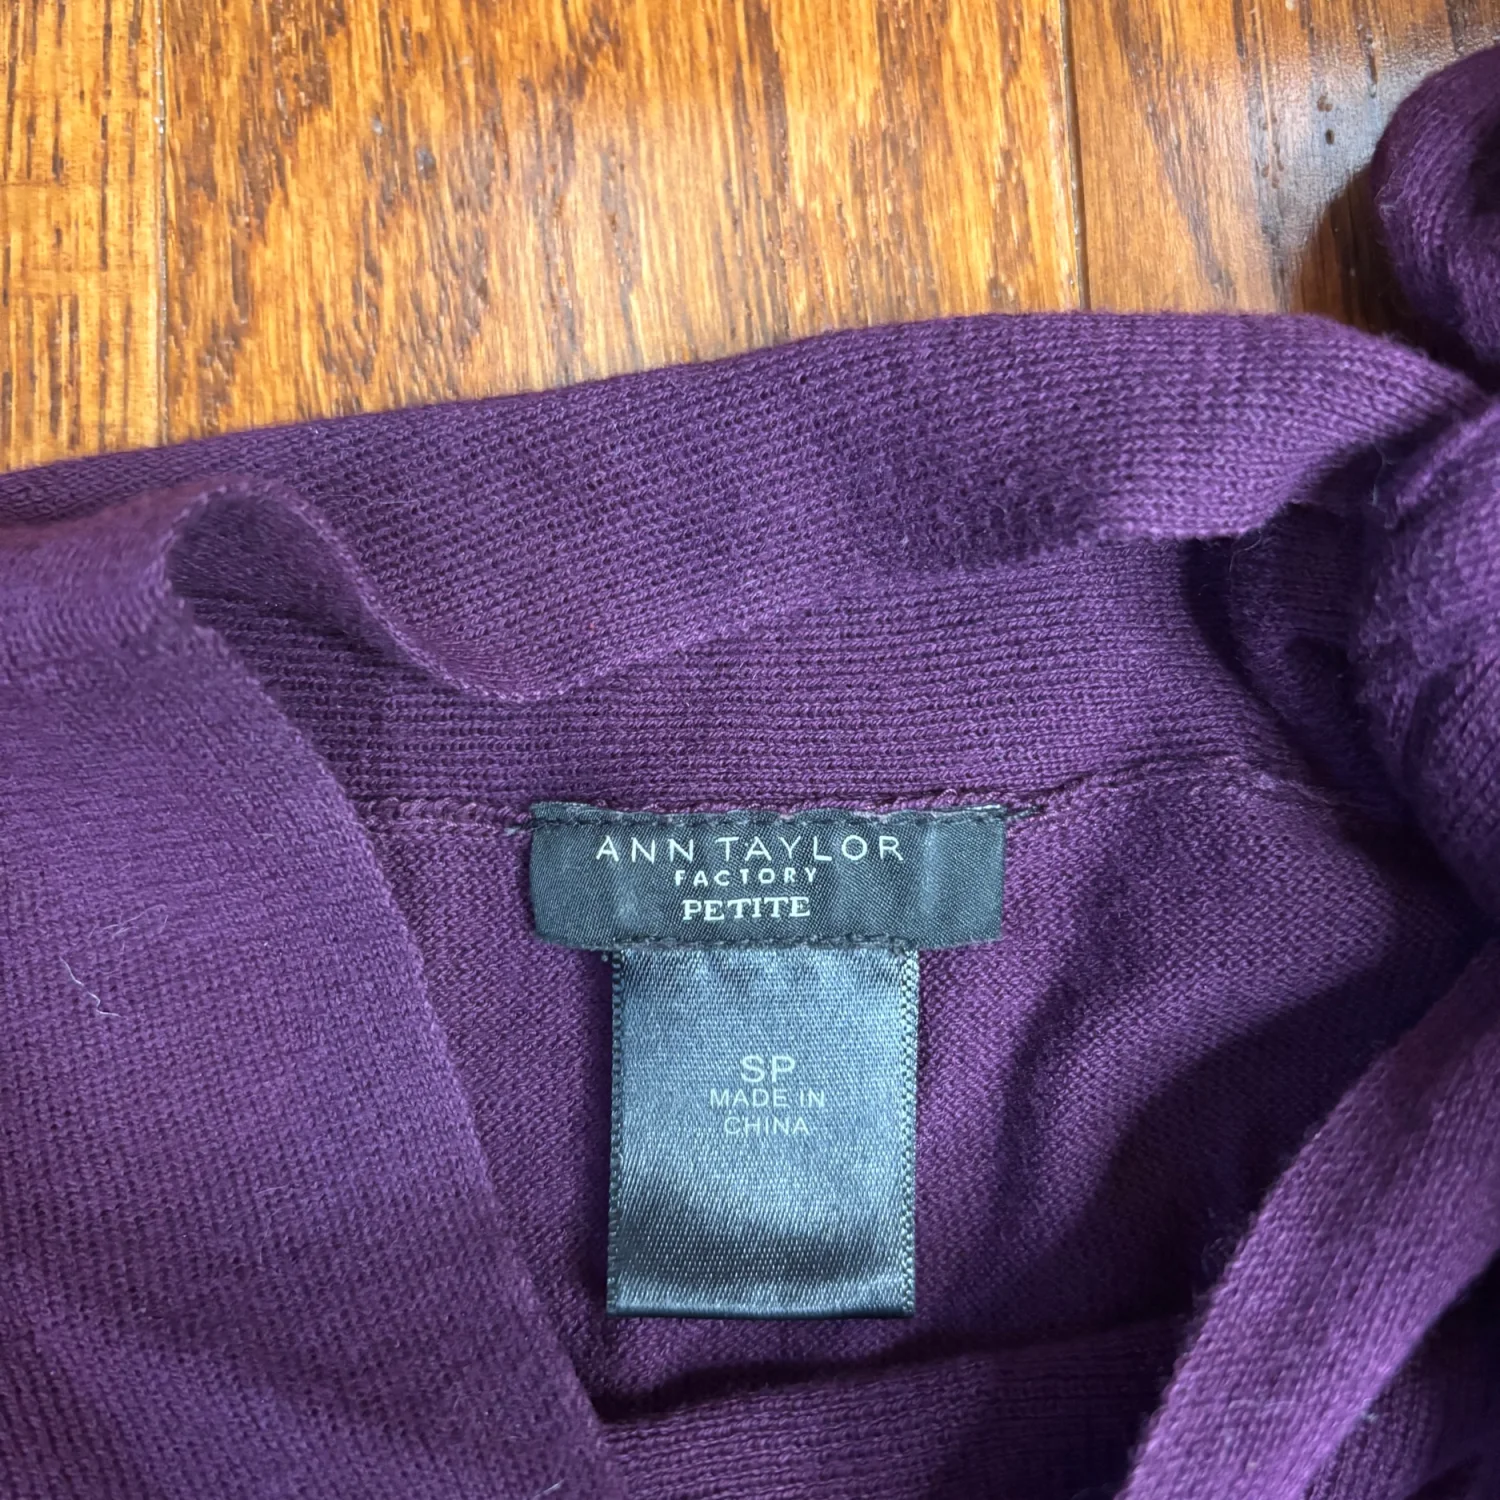 ANN TAYLOR
FACTORY
PETITE
SP
MADE IN
CHINA